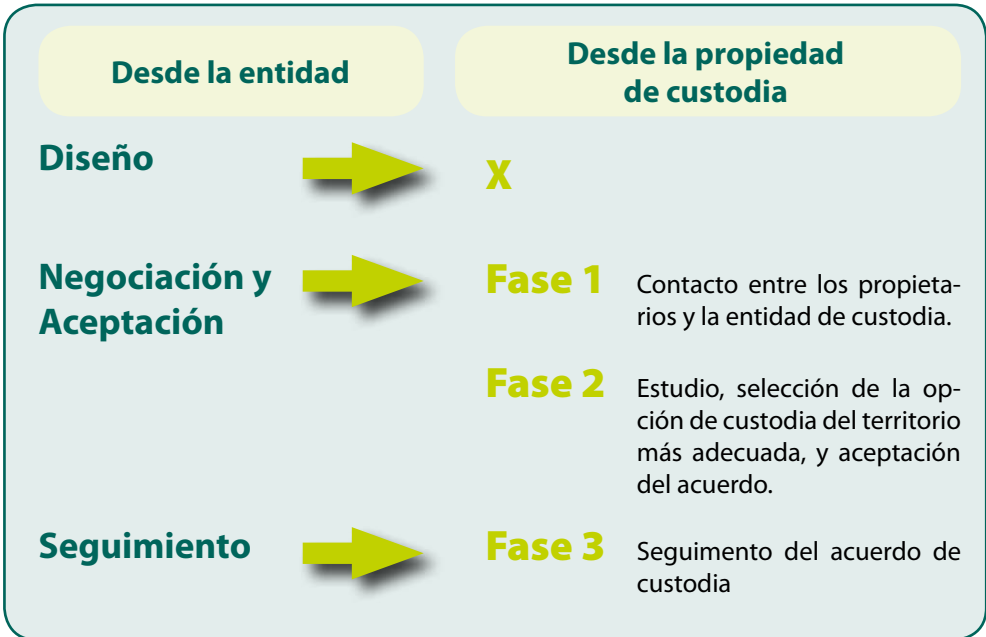 Desde la entidad
Desde la propiedad
de custodia
Diseño
X
Negociación y
Aceptación
Fase 1
Contacto entre los propieta-
rios y la entidad de custodia.
Fase 2
Estudio, selección de la op-
ción de custodia del territorio
más adecuada, y aceptación
del acuerdo.
Seguimiento
Fase 3
Seguimento del acuerdo de
custodia